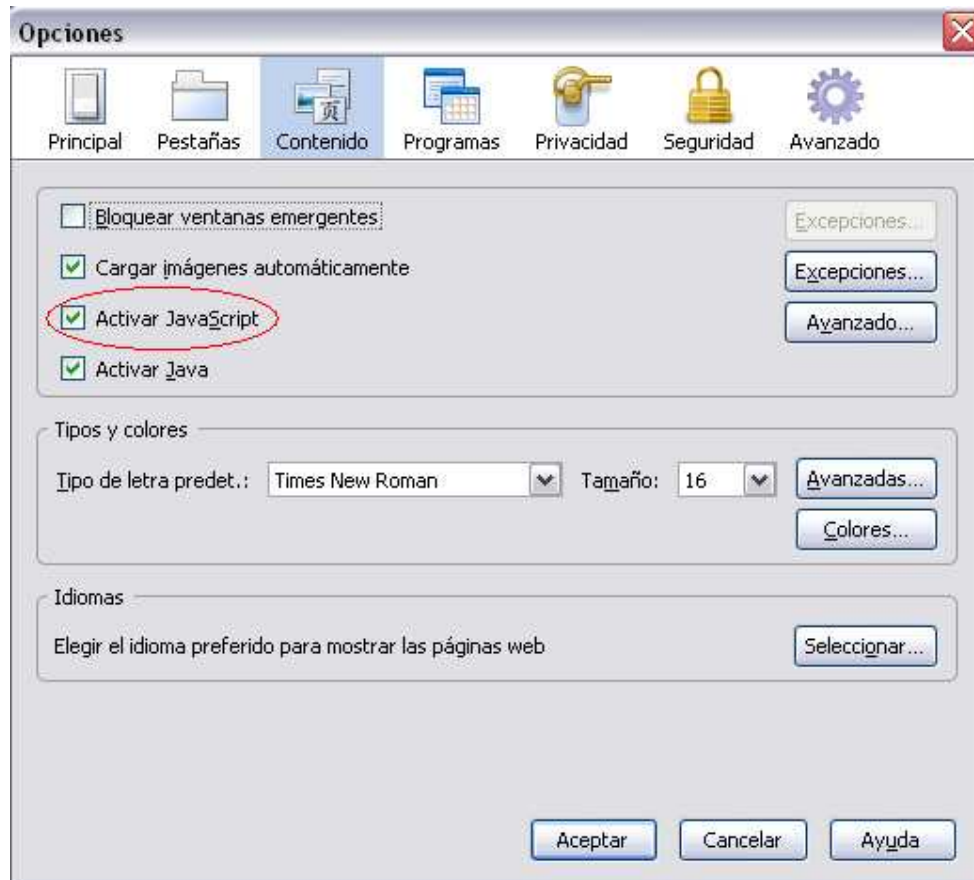 Opciones
Principal Pestañas Contenido Programas Privacidad Seguridad Avanzado
页
Bloquear ventanas emergentes Excepciones...
Cargar imágenes automáticamente Excepciones...
Activar JavaScript Avanzado...
Activar Java
Tipos y colores
Tipo de letra predet.: Times New Roman Tamaño: 16 Avanzadas...
Colores...
Idiomas
Elegir el idioma preferido para mostrar las páginas web Seleccionar...
Aceptar Cancelar Ayuda